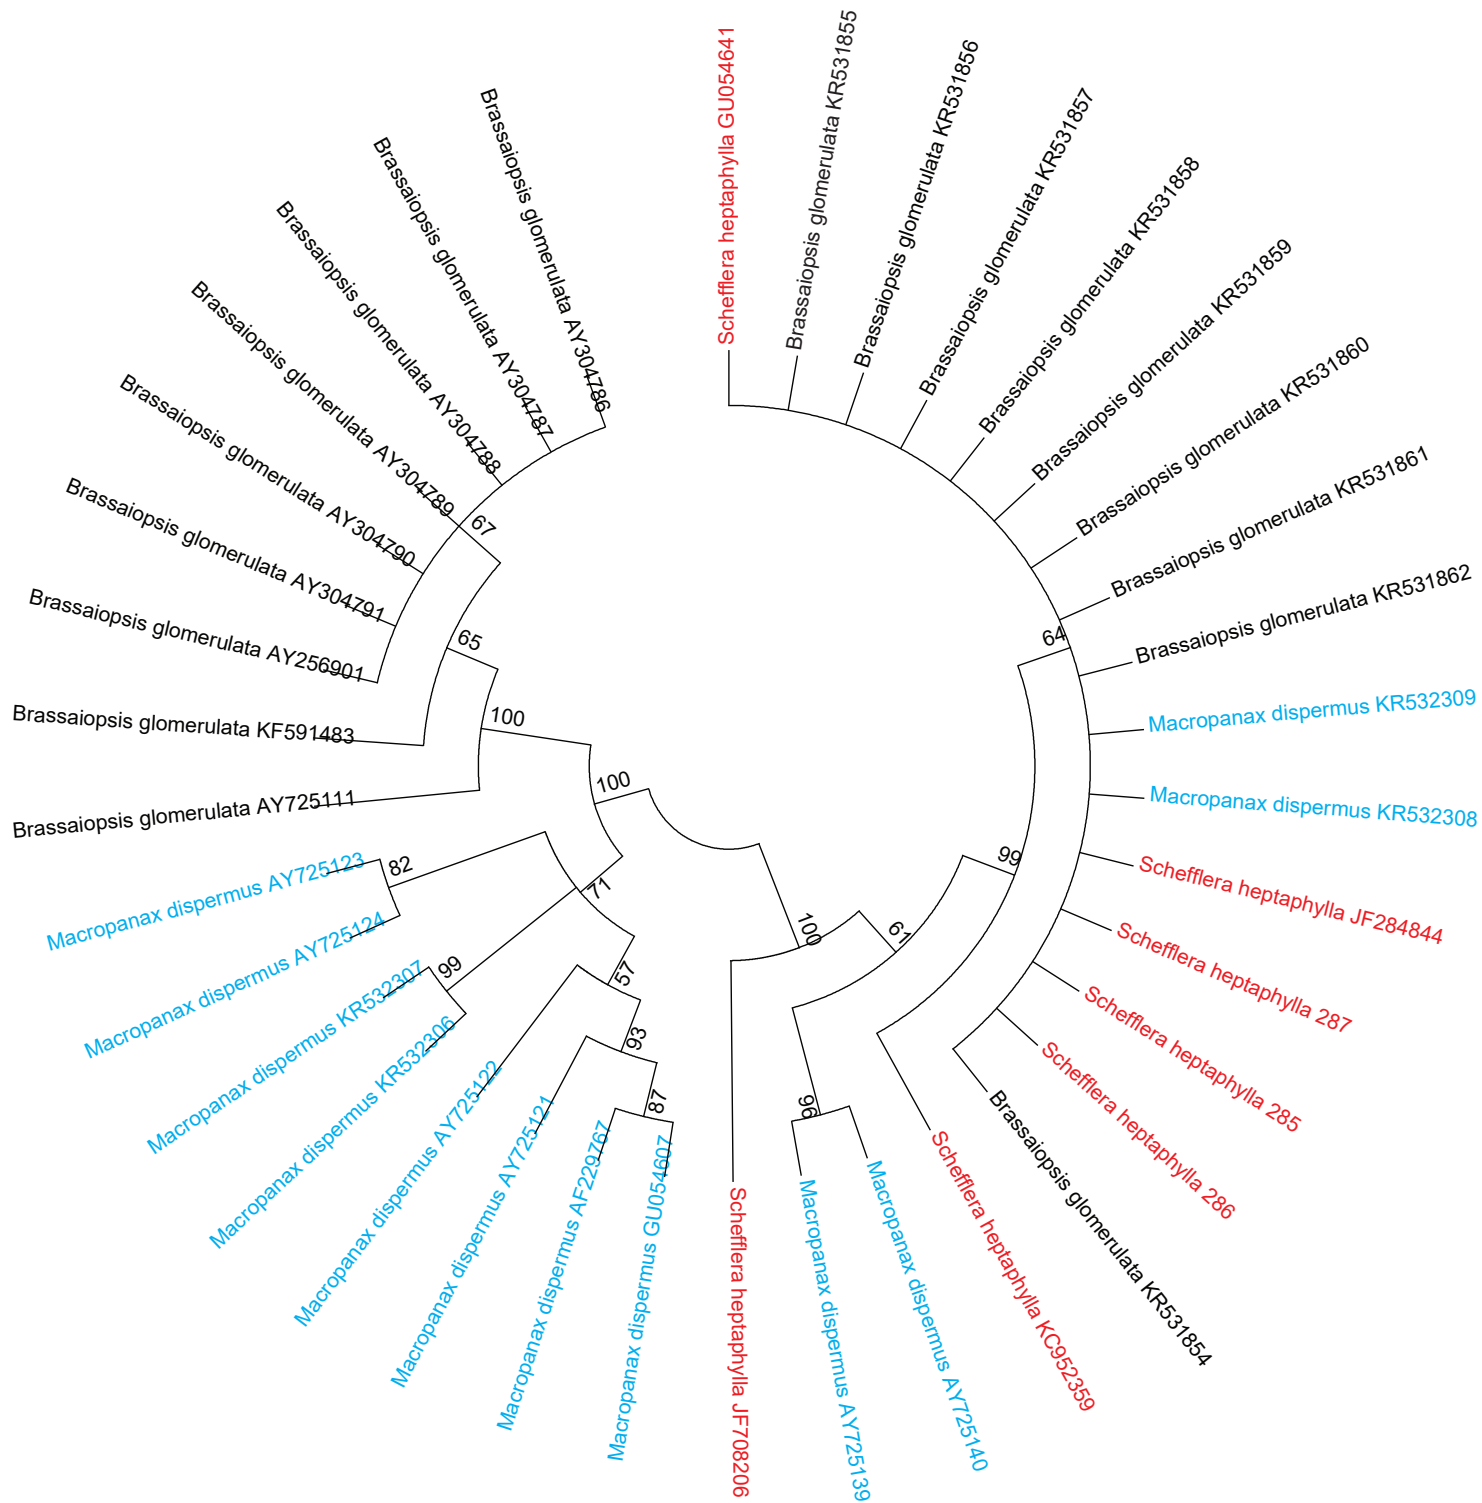 Schefflera heptaphylla GU054641
Brassaiopsis glomerulata KR531855
Brassaiopsis glomerulata KR531856
Brassaiopsis glomerulata KR531857
Brassaiopsis glomerulata KR531858
Brassaiopsis glomerulata KR531859
Brassaiopsis glomerulata KR531860
Brassaiopsis glomerulata KR531861
Brassaiopsis glomerulata KR531862
Macropanax dispermus KR532309
Macropanax dispermus KR532308
Schefflera heptaphylla JF284844
Schefflera heptaphylla 287
Schefflera heptaphylla 285
Schefflera heptaphylla 286
Brassaiopsis glomerulata KR531854
Schefflera heptaphylla KC952359
Macropanax dispermus AY725140
Macropanax dispermus AY725139
Schefflera heptaphylla JF708206
Macropanax dispermus GU054607
Macropanax dispermus AF229767
Macropanax dispermus AY725121
Macropanax dispermus AY725122
Macropanax dispermus KR532306
Macropanax dispermus KR532307
Macropanax dispermus AY725124
Macropanax dispermus AY725123
Brassaiopsis glomerulata AY725111
Brassaiopsis glomerulata KF591483
Brassaiopsis glomerulata AY256901
Brassaiopsis glomerulata AY304791
Brassaiopsis glomerulata AY304790
Brassaiopsis glomerulata AY304789
Brassaiopsis glomerulata AY304788
Brassaiopsis glomerulata AY304787
Brassaiopsis glomerulata AY304786
64
99
61
96
100
87
93
57
99
82
71
100
100
65
67